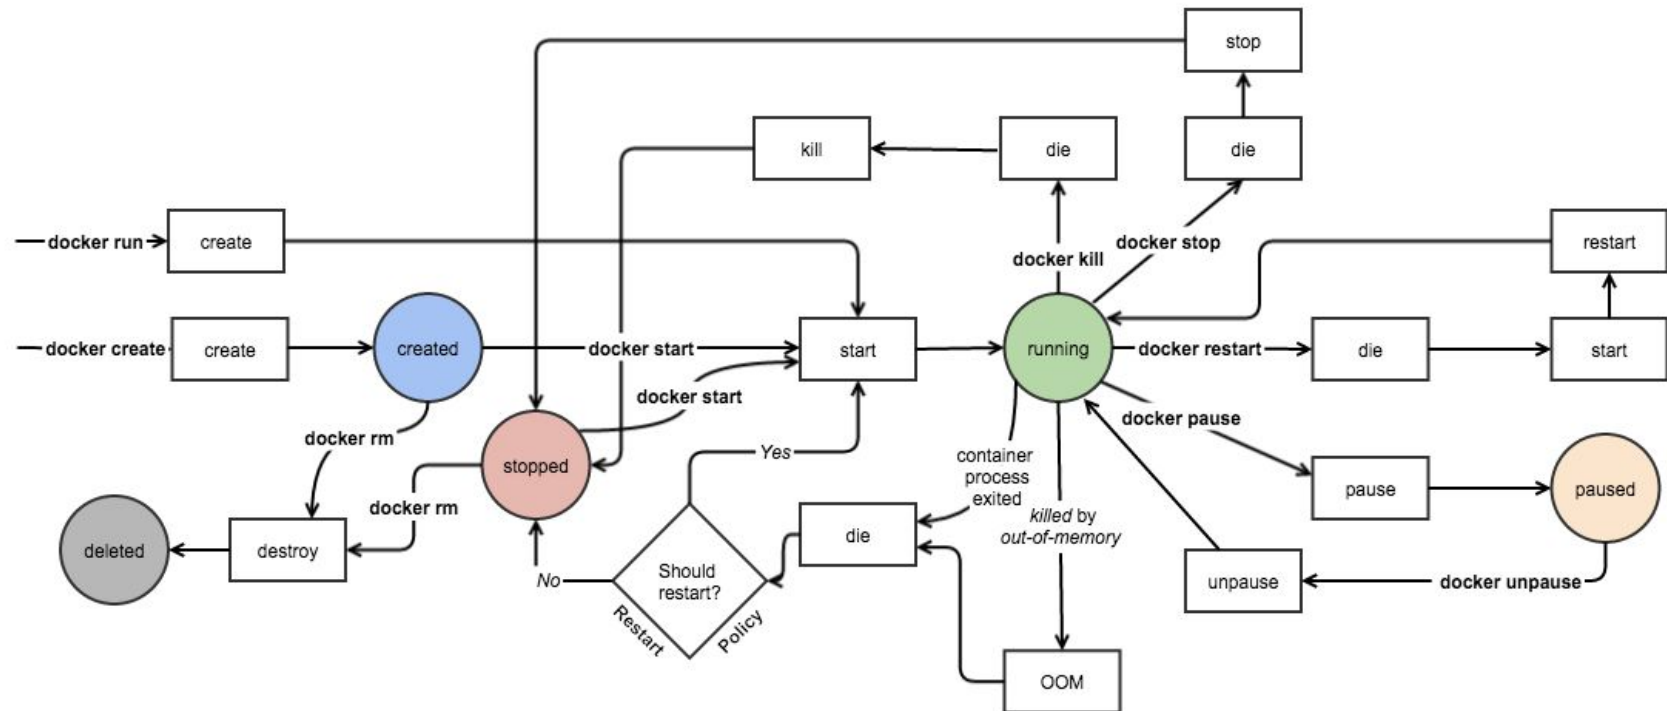 stop
kill
die
die
docker run
create
docker kill
docker stop
restart
docker create
create
created
docker start
start
running
docker restart
die
start
docker start
docker pause
docker rm
stopped
Yes
container
process
exited
pause
paused
docker rm
killed by
out-of-memory
deleted
destroy
die
No
Should
restart?
Restart
Policy
unpause
docker unpause
OOM